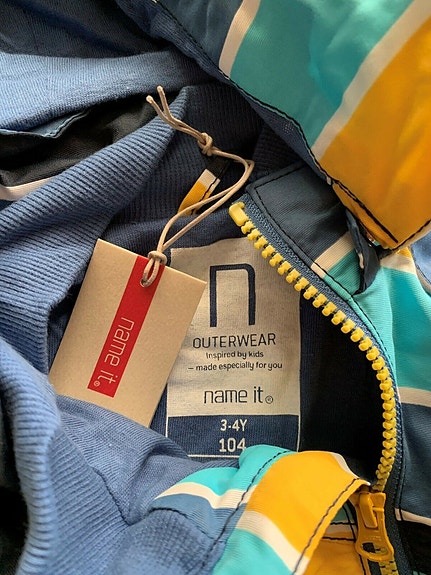 name it®
n
OUTERWEAR
Inspired by kids
– made especially for you
name it®
3-4Y
104